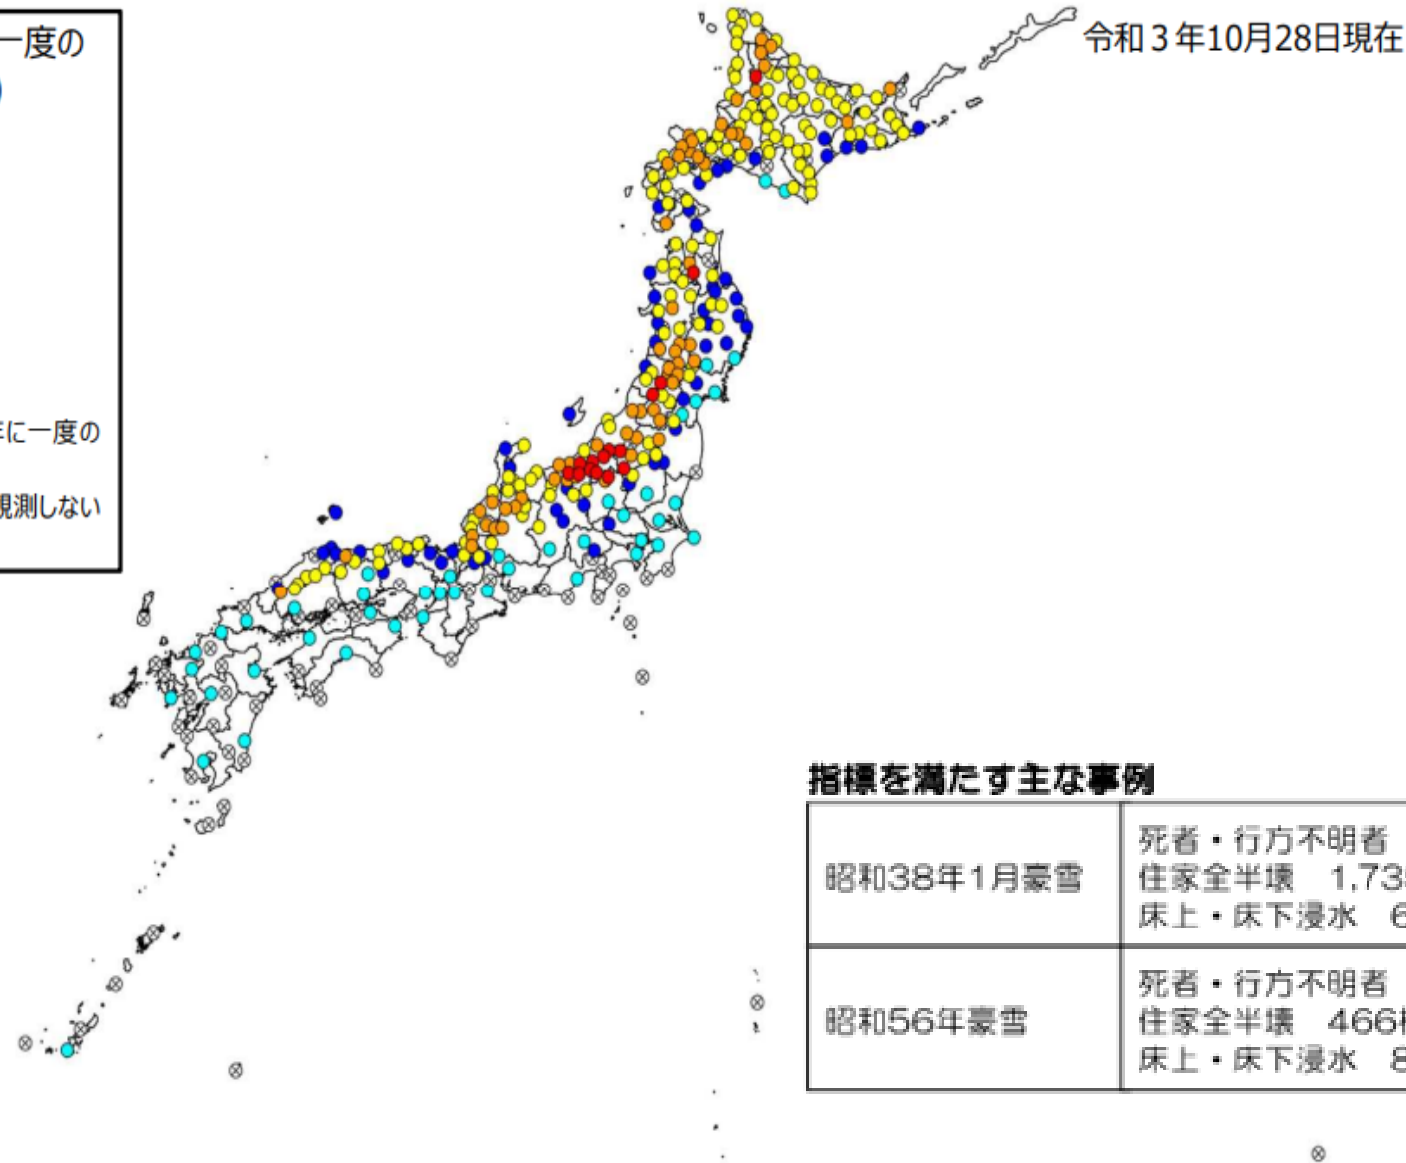 一度の
令和３年10月28日現在
に一度の
観測しない
指標を満たす主な事例
昭和38年1月豪雪
死者・行方不明者
住家全半壊 1,735
床上・床下浸水 6
昭和56年豪雪
死者・行方不明者
住家全半壊 466
床上・床下浸水 8